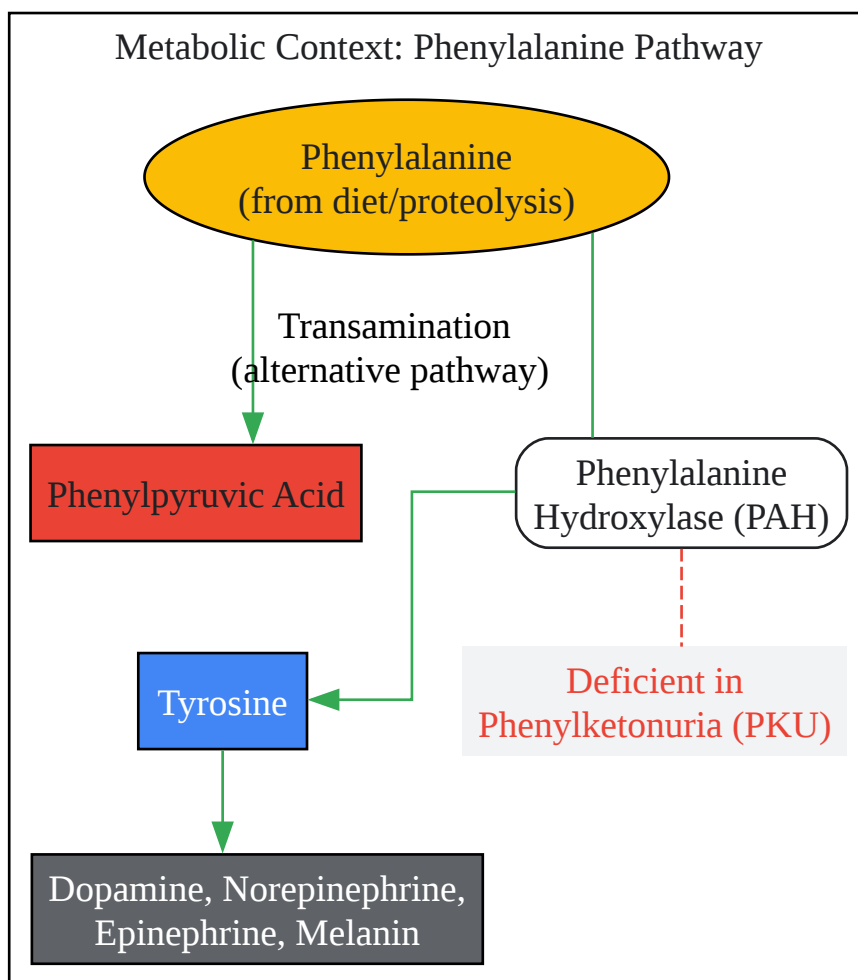 Metabolic Context: Phenylalanine Pathway
Phenylalanine
(from diet/proteolysis)
Transamination
(alternative pathway)
Phenylpyruvic Acid
Phenylalanine
Hydroxylase (PAH)
Tyrosine
Deficient in
Phenylketonuria (PKU)
Dopamine, Norepinephrine,
Epinephrine, Melanin